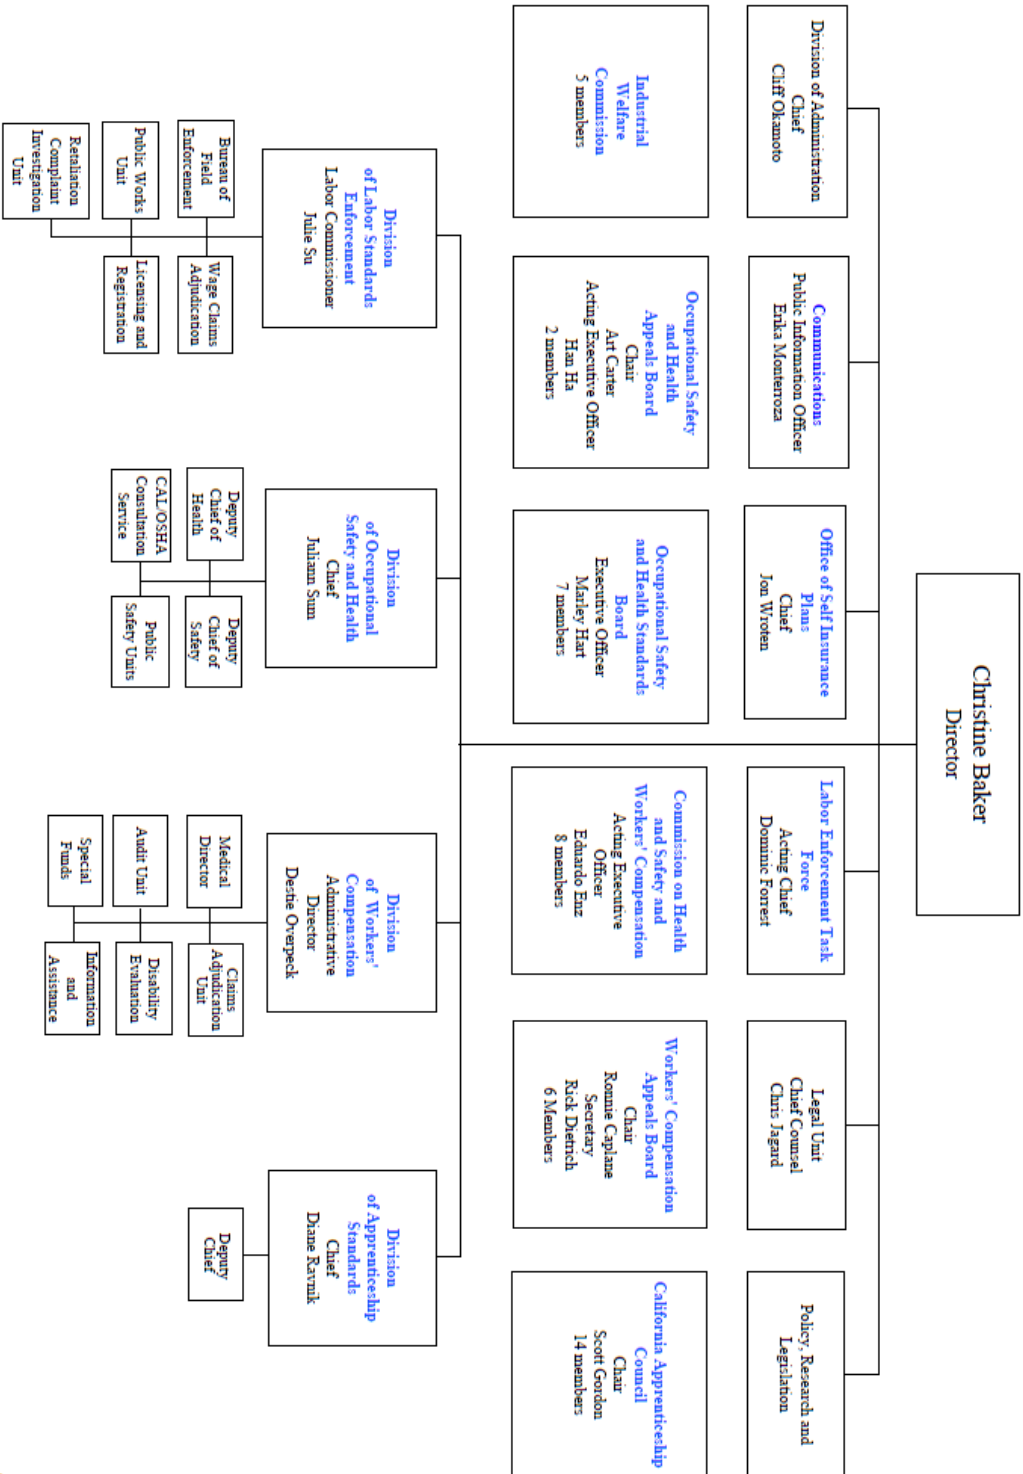 Christine Baker
Director
Division of Administration
Chief
Cliff Okamoto
Communications
Public Information Officer
Erika Monterroza
Office of Self Insurance
Plans
Chief
Jon Wroten
Labor Enforcement Task
Force
Acting Chief
Dominic Forrest
Legal Unit
Chief Counsel
Chris Jagard
Policy, Research and
Legislation
Industrial
Welfare
Commission
5 members
Occupational Safety
and Health
Appeals Board
Chair
Art Carter
Acting Executive Officer
Han Ha
2 members
Occupational Safety
and Health Standards
Board
Executive Officer
Marley Hart
7 members
Commission on Health
and Safety and
Workers' Compensation
Acting Executive
Officer
Eduardo Enz
8 members
Workers' Compensation
Appeals Board
Chair
Ronnie Caplane
Secretary
Rick Dietrich
6 Members
California Apprenticeship
Council
Chair
Scott Gordon
14 members
Division
of Labor Standards
Enforcement
Labor Commissioner
Julie Su
Bureau of
Field
Enforcement
Wage Claims
Adjudication
Public Works
Unit
Licensing and
Registration
Retaliation
Complaint
Investigation
Unit
Division
of Occupational
Safety and Health
Chief
Juliann Sum
Deputy
Chief of
Health
Deputy
Chief of
Safety
CAL/OSHA
Consultation
Service
Public
Safety Units
Division
of Workers'
Compensation
Administrative
Director
Destie Overpeck
Medical
Director
Claims
Adjudication
Unit
Audit Unit
Disability
Evaluation
Special
Funds
Information
and
Assistance
Division
of Apprenticeship
Standards
Chief
Diane Ravnik
Deputy
Chief